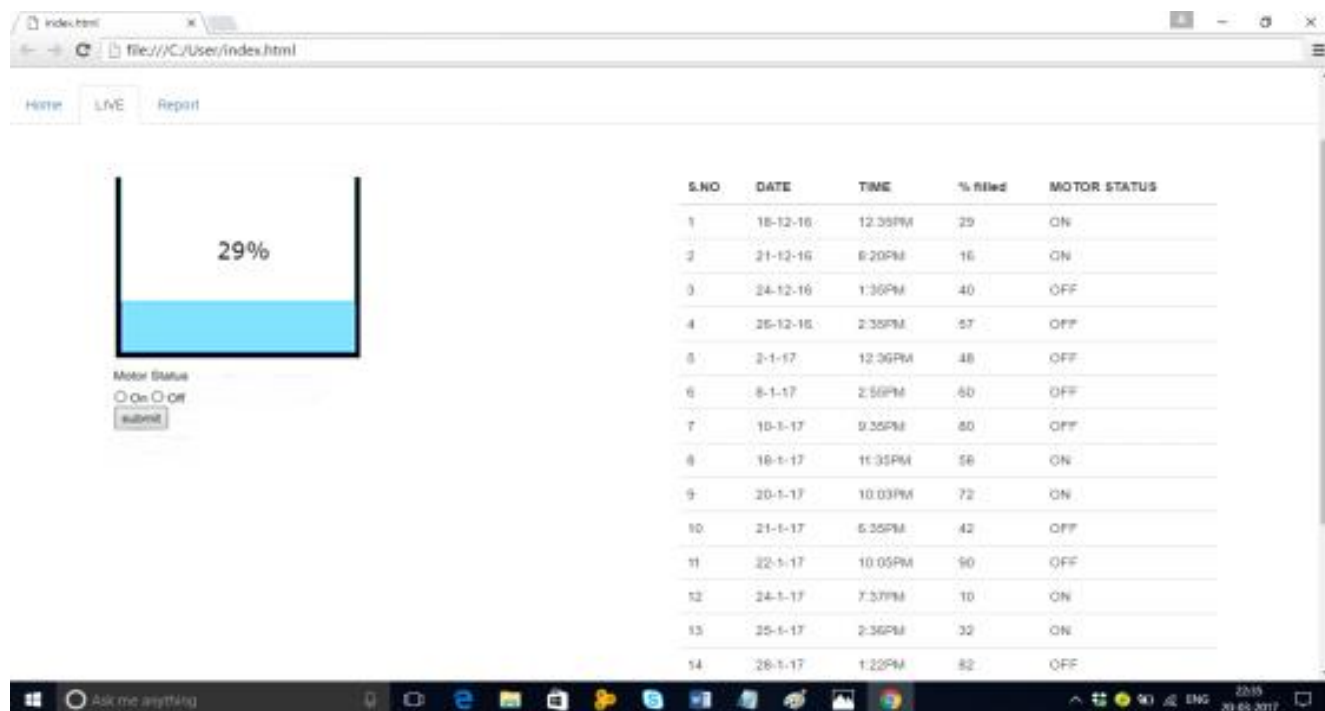 index.html
file:///C:/User/index.html
Home LIVE Report
29%
Motor Status
On Off
submit
S.NO DATE TIME % filled MOTOR STATUS
1 18-12-16 12:35PM 29 ON
2 21-12-16 8:20PM 16 ON
3 24-12-16 1:35PM 40 OFF
4 26-12-16 2:35PM 57 OFF
5 2-1-17 12:36PM 48 OFF
6 8-1-17 2:55PM 60 OFF
7 10-1-17 9:35PM 80 OFF
8 18-1-17 11:35PM 58 ON
9 20-1-17 10:03PM 72 ON
10 21-1-17 42 OFF
11 22-1-17 10:05PM 90 OFF
12 24-1-17 7:37PM 10 ON
13 25-1-17 2:36PM 32 ON
14 28-1-17 1:22PM 82 OFF
Ask me anything
ENG
22:35
20-03-2017